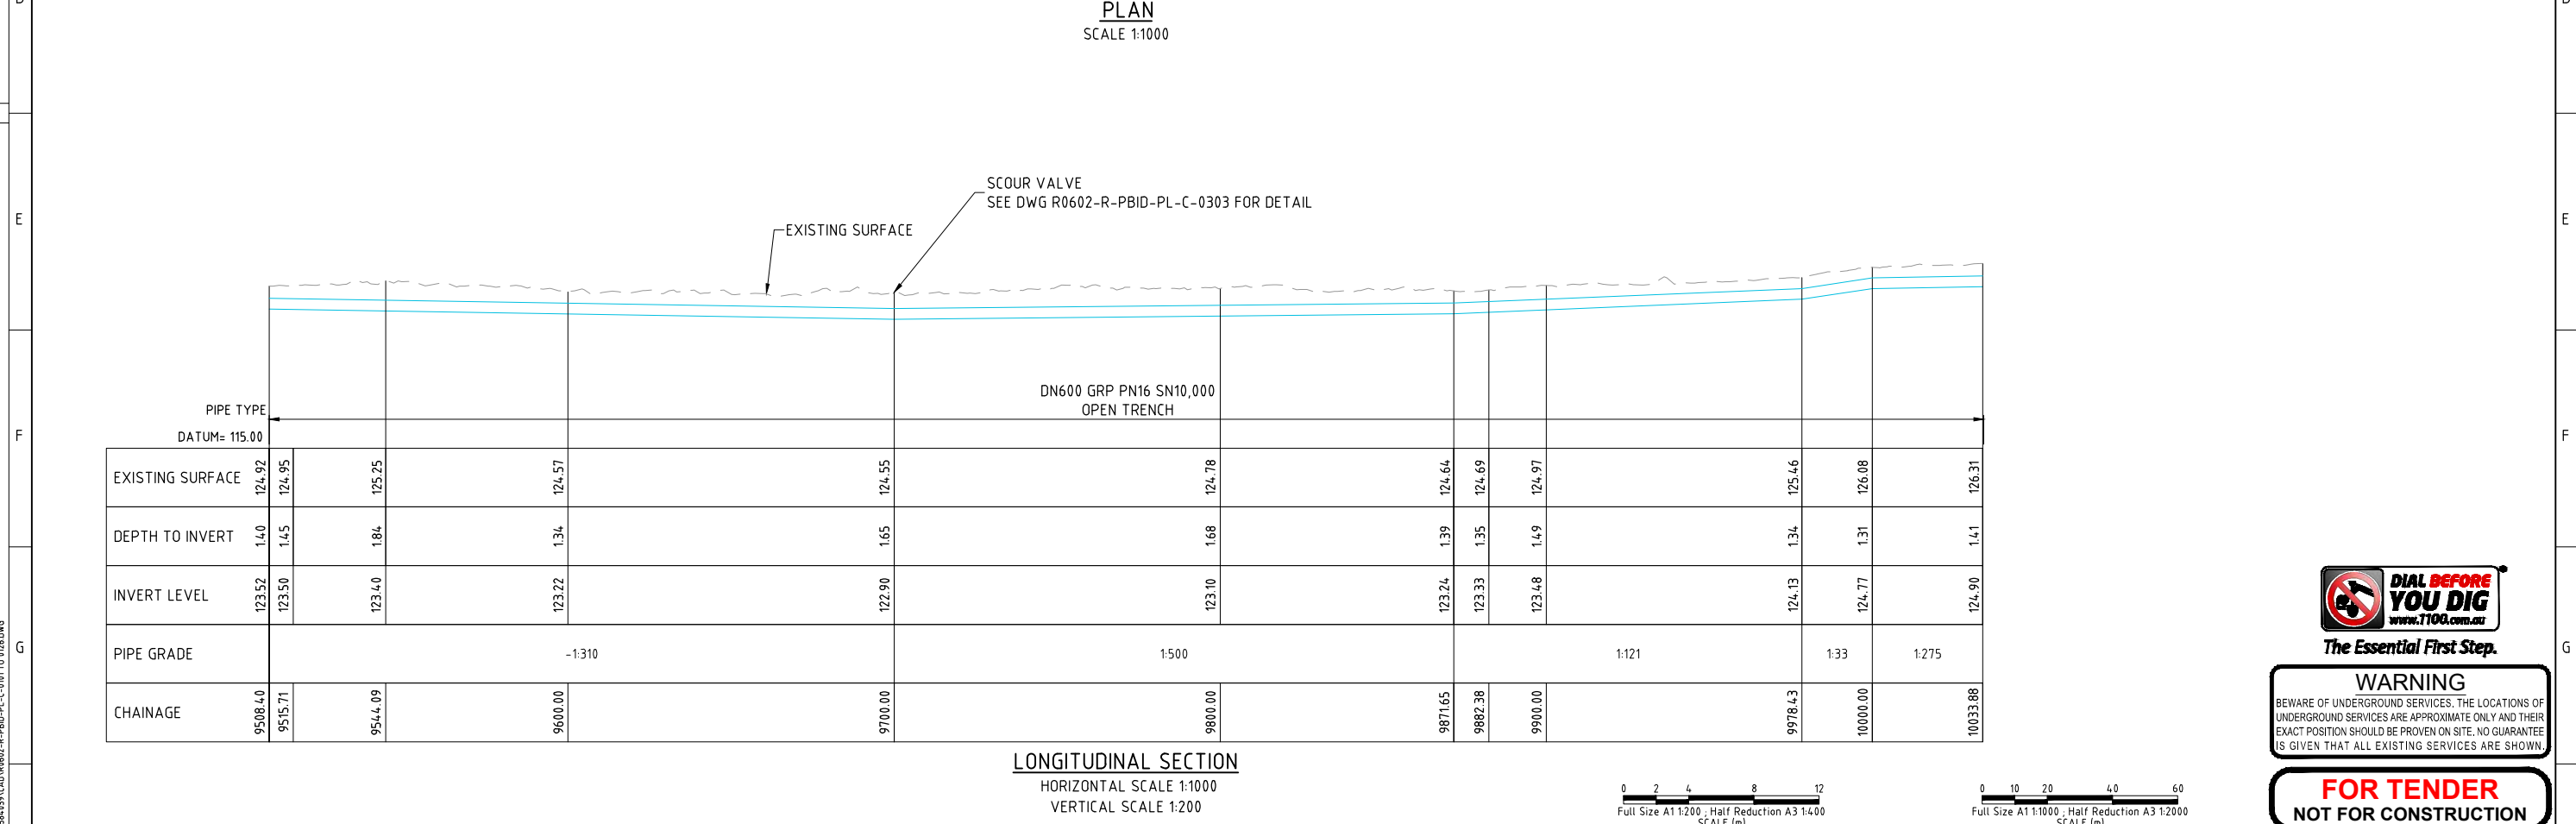 D
D
PLAN
SCALE 1:1000
E
E
SCOUR VALVE
SEE DWG R0602-R-PBID-PL-C-0303 FOR DETAIL
EXISTING SURFACE
DN600 GRP PN16 SN10,000
OPEN TRENCH
PIPE TYPE
DATUM= 115.00
F
F
EXISTING SURFACE 124.92 124.95 125.25 124.57 124.55 124.78 124.64 124.69 124.97 125.46 126.08 126.31
DEPTH TO INVERT 1.40 1.45 1.84 1.34 1.65 1.68 1.39 1.35 1.49 1.34 1.31 1.41
INVERT LEVEL 123.52 123.50 123.40 123.22 122.90 123.10 123.24 123.33 123.48 124.13 124.77 124.90
PIPE GRADE -1:310 1:500 1:121 1:33 1:275
CHAINAGE 9508.40 9515.71 9544.09 9600.00 9700.00 9800.00 9871.65 9882.38 9900.00 9978.43 10000.00 10033.88
G
G
LONGITUDINAL SECTION
HORIZONTAL SCALE 1:1000
VERTICAL SCALE 1:200
0 2 4 8 12
Full Size A1 1:200 ; Half Reduction A3 1:400
SCALE (m)
0 10 20 40 60
Full Size A1 1:1000 ; Half Reduction A3 1:2000
SCALE (m)
DIAL BEFORE
YOU DIG
www.1100.com.au
The Essential First Step.
WARNING
BEWARE OF UNDERGROUND SERVICES, THE LOCATIONS OF
UNDERGROUND SERVICES ARE APPROXIMATE ONLY AND THEIR
EXACT POSITION SHOULD BE PROVEN ON SITE. NO GUARANTEE
IS GIVEN THAT ALL EXISTING SERVICES ARE SHOWN.
FOR TENDER
NOT FOR CONSTRUCTION